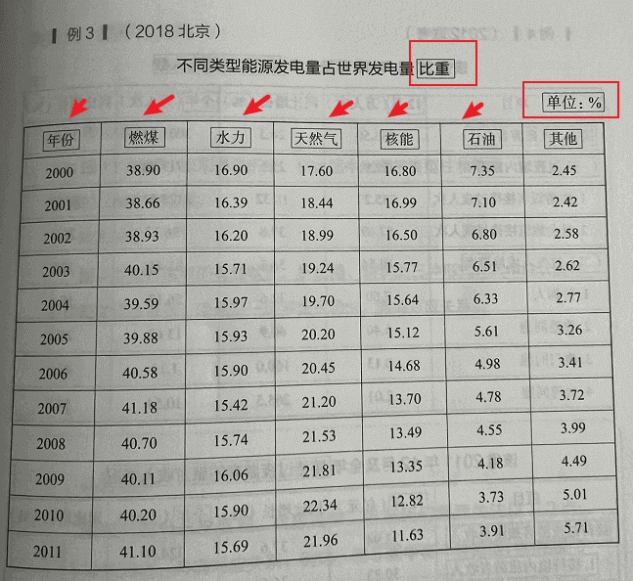 例3 （2018 北京）
不同类型能源发电量占世界发电量比重
单位：%
年份 燃煤 水力 天然气 核能 石油 其他
2000 38.90 16.90 17.60 16.80 7.35 2.45
2001 38.66 16.39 18.44 16.99 7.10 2.42
2002 38.93 16.20 18.99 16.50 6.80 2.58
2003 40.15 15.71 19.24 15.77 6.51 2.62
2004 39.59 15.97 19.70 15.64 6.33 2.77
2005 39.88 15.93 20.20 15.12 5.61 3.26
2006 40.58 15.90 20.45 14.68 4.98 3.41
2007 41.18 15.42 21.20 13.70 4.78 3.72
2008 40.70 15.74 21.53 13.49 4.55 3.99
2009 40.11 16.06 21.81 13.35 4.18 4.49
2010 40.20 15.90 22.34 12.82 3.73 5.01
2011 41.10 15.69 21.96 11.63 3.91 5.71